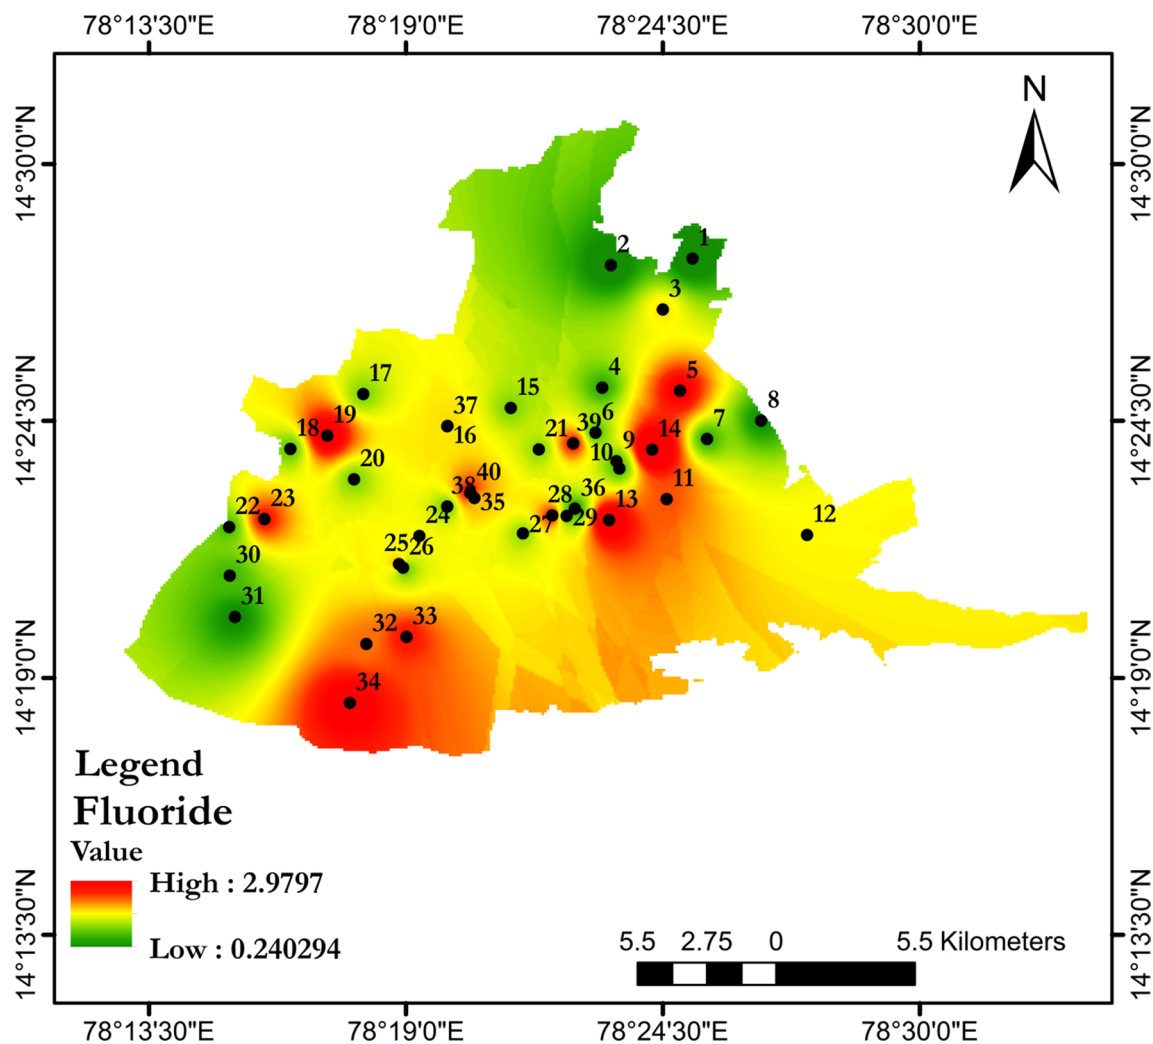 78°13'30"E 78°19'0"E 78°24'30"E 78°30'0"E
N
14°30'0"N 14°30'0"N
2 1
3
4 5
17 15 8
14°24'30"N 14°24'30"N
37 39 6 7
18 19 16 21 10 9 14
20 38 40 11
22 23 24 35 28 36 13 12
25 26 27 29
30
31
32 33
34
14°19'0"N 14°19'0"N
Legend
Fluoride
Value
High : 2.9797
Low : 0.240294
14°13'30"N 14°13'30"N
5.5 2.75 0 5.5 Kilometers
78°13'30"E 78°19'0"E 78°24'30"E 78°30'0"E